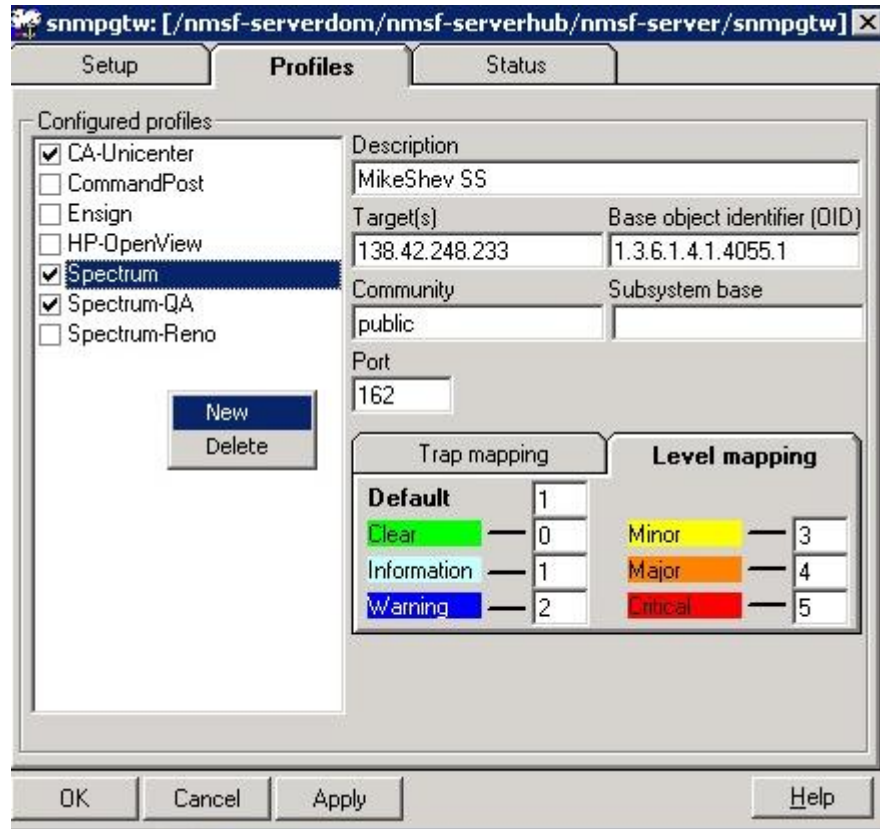 snmpgtw: [/nmsf-serverdom/nmsf-serverhub/nmsf-server/snmpgtw]
Setup Profiles Status
Configured profiles
CA-Unicenter
CommandPost
Ensign
HP-OpenView
Spectrum
Spectrum-QA
Spectrum-Reno
New
Delete
Description
MikeShev SS
Target(s) Base object identifier (OID)
138.42.248.233 1.3.6.1.4.1.4055.1
Community Subsystem base
public
Port
162
Trap mapping Level mapping
Default 1
Clear 0 Minor 3
Information 1 Major 4
Warning 2 Critical 5
OK Cancel Apply Help